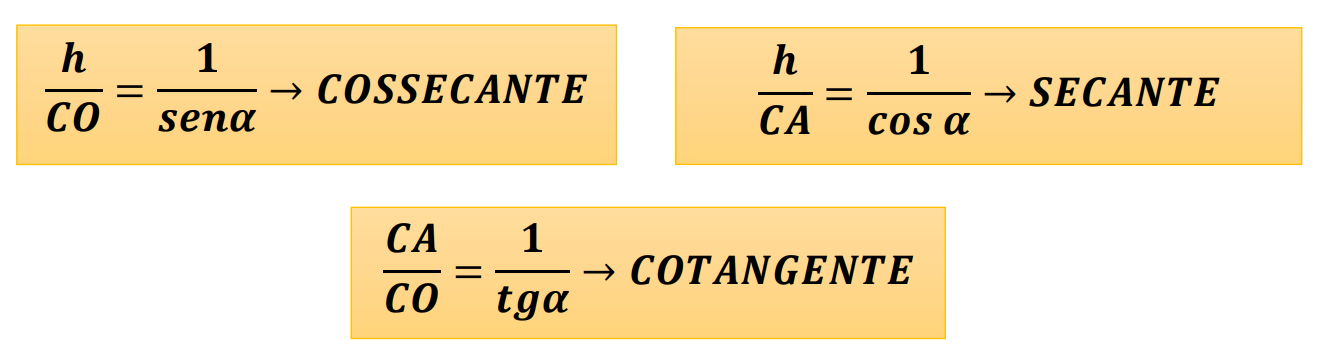 h/CO = 1/senα → COSSECANTE
h/CA = 1/cos α → SECANTE
CA/CO = 1/tgα → COTANGENTE